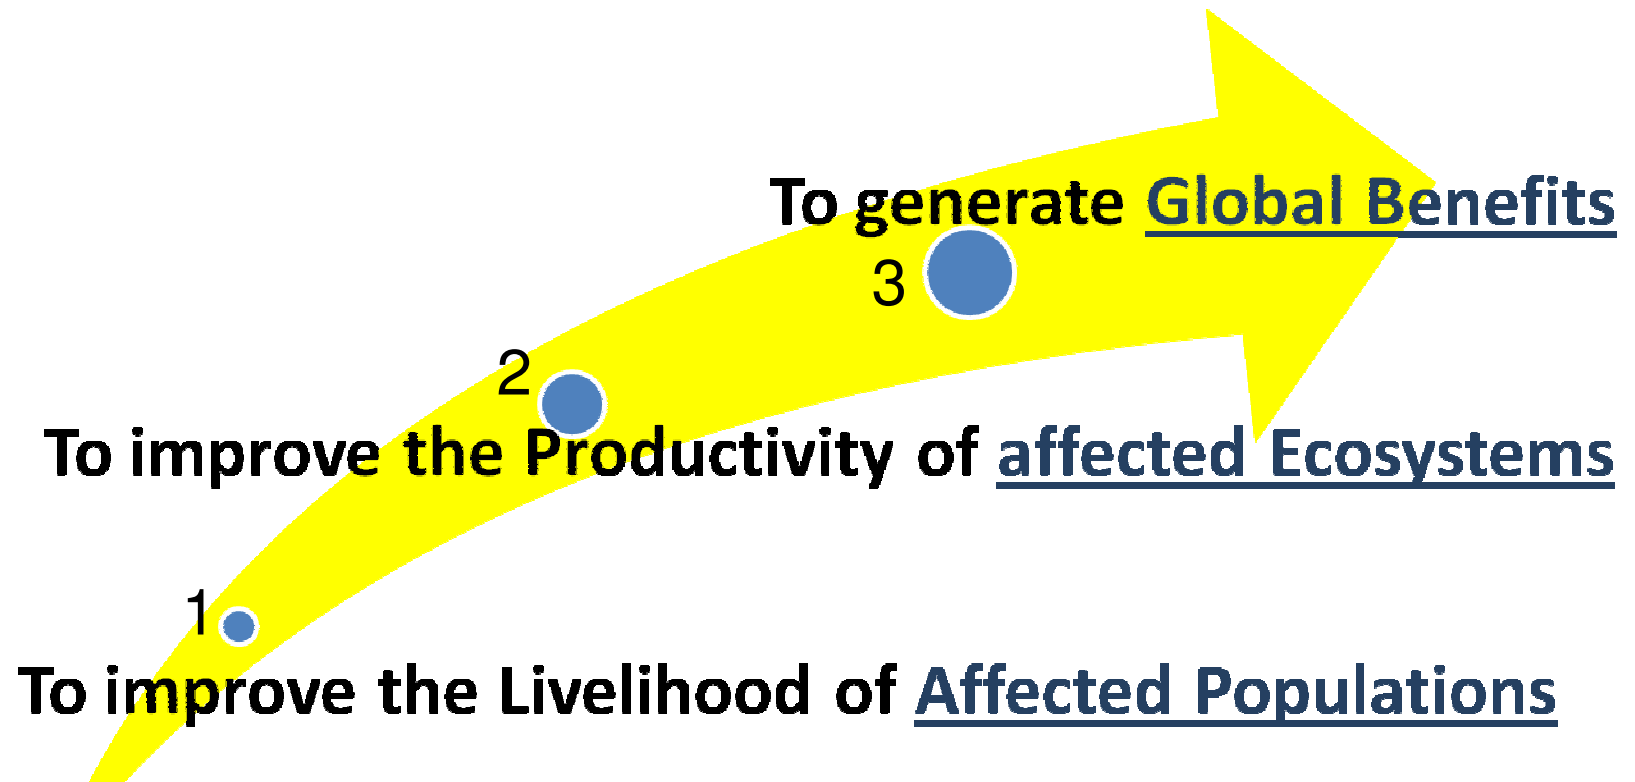 To generate Global Benefits
3
2
To improve the Productivity of affected Ecosystems
1
To improve the Livelihood of Affected Populations